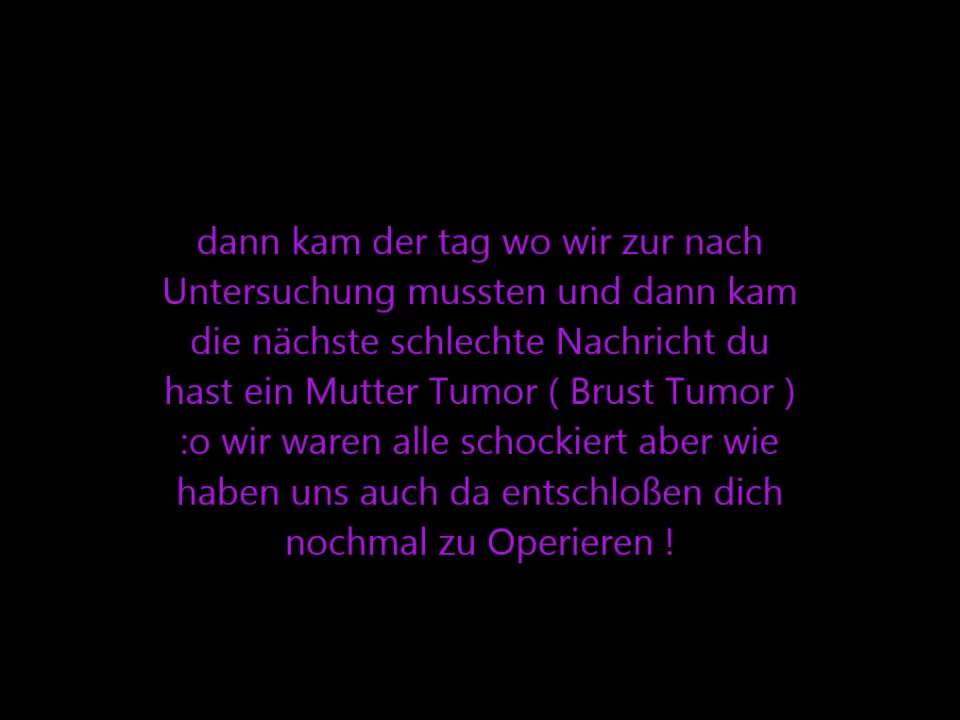 dann kam der tag wo wir zur nach
Untersuchung mussten und dann kam
die nächste schlechte Nachricht du
hast ein Mutter Tumor ( Brust Tumor )
:o wir waren alle schockiert aber wie
haben uns auch da entschloßen dich
nochmal zu Operieren !